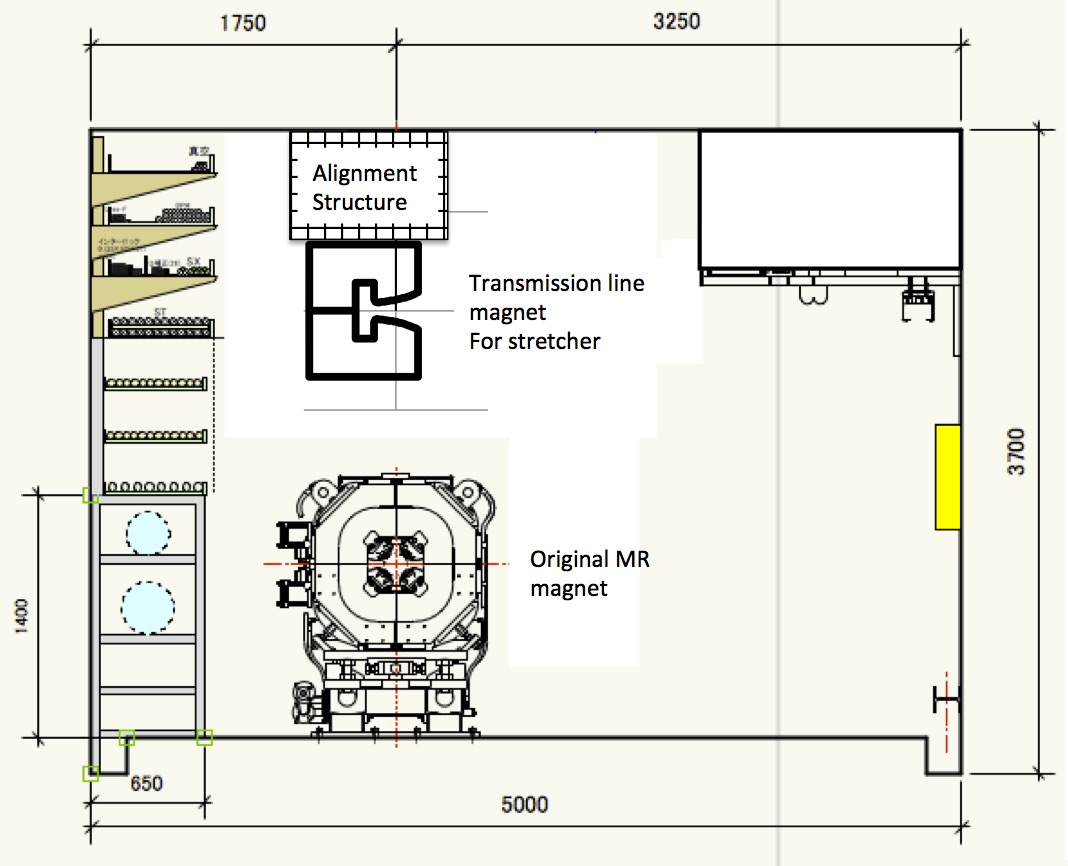 1750
3250
真空
Alignment
Structure
SX
ST
Transmission line
magnet
For stretcher
3700
Original MR
magnet
1400
650
5000